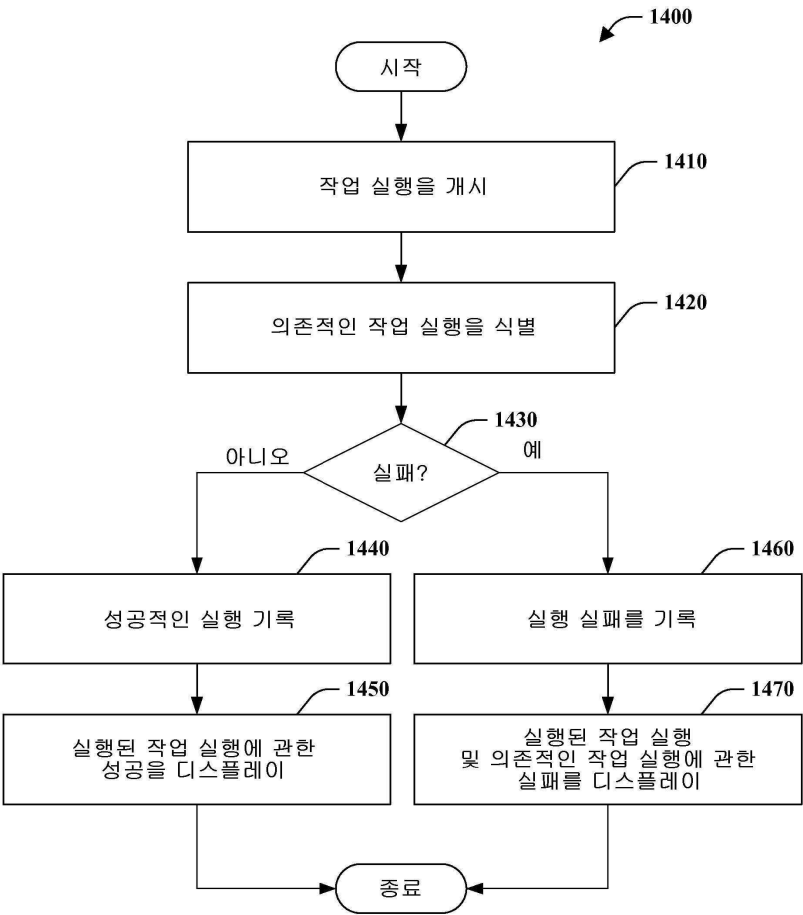 1400
시작
작업 실행을 개시
1410
의존적인 작업 실행을 식별
1420
실패?
1430
아니오
예
성공적인 실행 기록
1440
실행 실패를 기록
1460
실행된 작업 실행에 관한
성공을 디스플레이
1450
실행된 작업 실행
및 의존적인 작업 실행에 관한
실패를 디스플레이
1470
종료